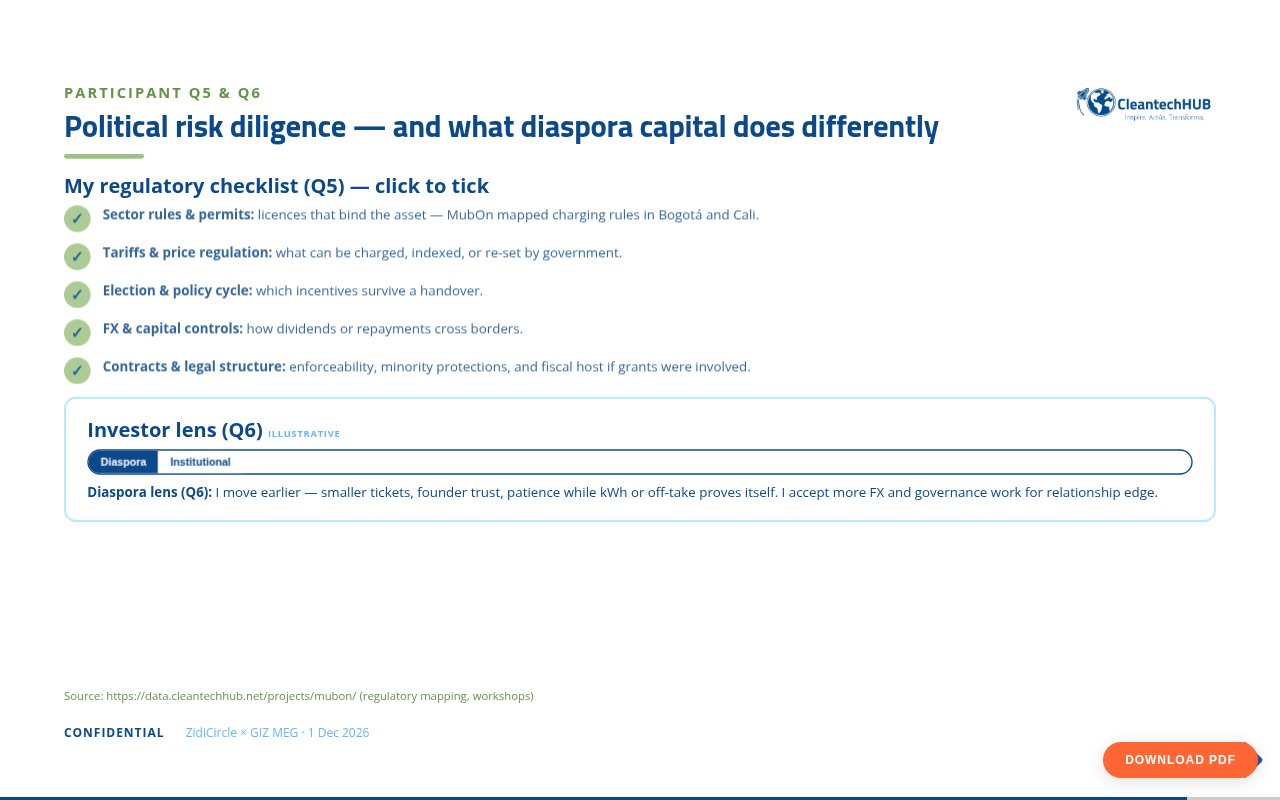 PARTICIPANT Q5 & Q6
CleantechHUB
Inspira. Actúa. Transforma.
Political risk diligence — and what diaspora capital does differently
My regulatory checklist (Q5) — click to tick
✓ Sector rules & permits: licences that bind the asset — MubOn mapped charging rules in Bogotá and Cali.
✓ Tariffs & price regulation: what can be charged, indexed, or re-set by government.
✓ Election & policy cycle: which incentives survive a handover.
✓ FX & capital controls: how dividends or repayments cross borders.
✓ Contracts & legal structure: enforceability, minority protections, and fiscal host if grants were involved.
Investor lens (Q6) ILLUSTRATIVE
Diaspora Institutional
Diaspora lens (Q6): I move earlier — smaller tickets, founder trust, patience while kWh or off-take proves itself. I accept more FX and governance work for relationship edge.
Source: https://data.cleantechhub.net/projects/mubon/ (regulatory mapping, workshops)
CONFIDENTIAL ZidiCircle × GIZ MEG · 1 Dec 2026
DOWNLOAD PDF